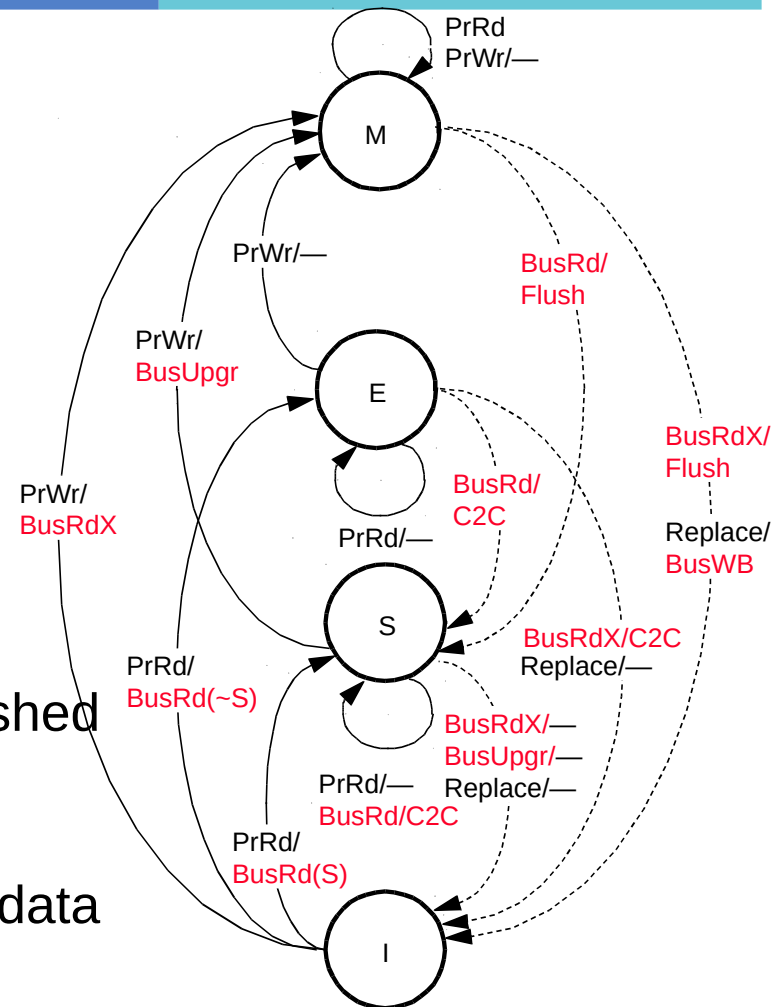 PrRd
PrWr/—
M
PrWr/—
BusRd/
Flush
PrWr/
BusUpgr
E
BusRdX/
Flush
BusRd/
C2C
PrWr/
BusRdX
PrRd/—
Replace/
BusWB
S
BusRdX/C2C
Replace/—
PrRd/
BusRd(~S)
shed
BusRdX/—
BusUpgr/—
Replace/—
PrRd/—
BusRd/C2C
PrRd/
BusRd(S)
data
I